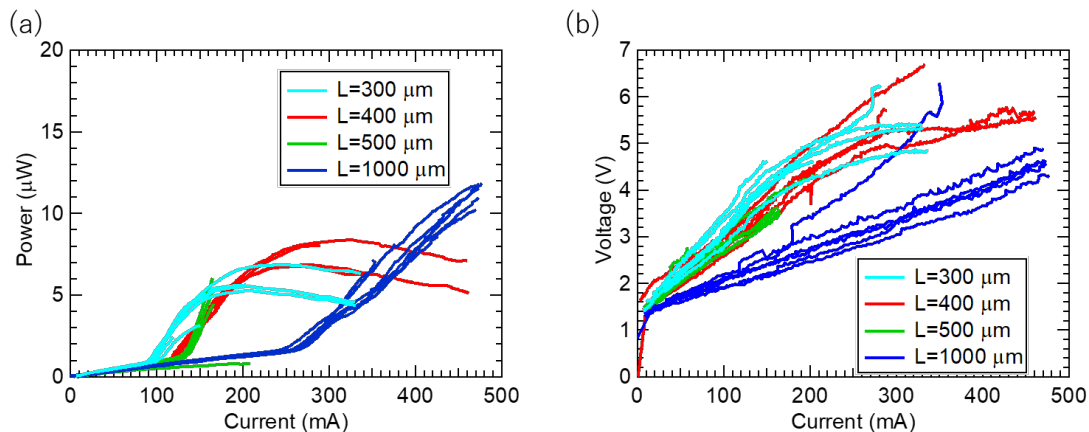 (a)
20
15
10
5
0
Power (μW)
0 100 200 300 400 500
Current (mA)
L=300 μm
L=400 μm
L=500 μm
L=1000 μm
(b)
7
6
5
4
3
2
1
0
Voltage (V)
0 100 200 300 400 500
Current (mA)
L=300 μm
L=400 μm
L=500 μm
L=1000 μm